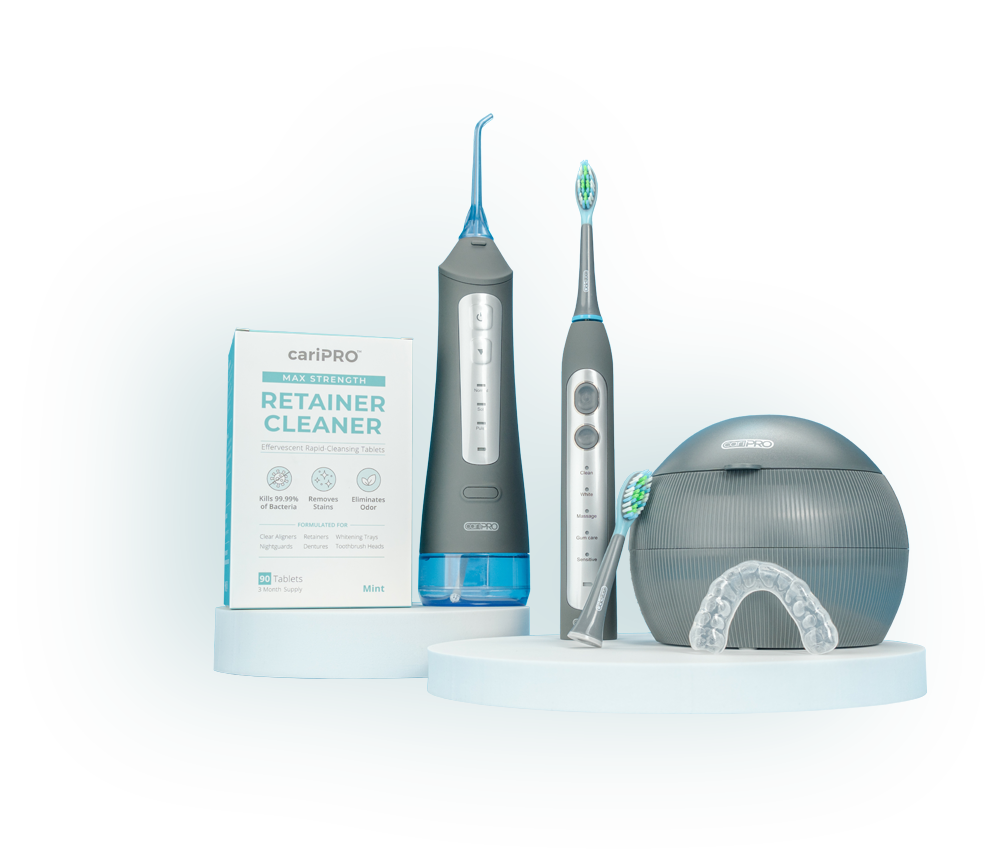 cariPRO™
MAX STRENGTH
RETAINER
CLEANER
Effervescent Rapid Cleansing Tablets
Kills 99.99%
of Bacteria
Removes
Stains
Eliminates
Odor
FORMULATED FOR
Clear Aligners Retainers Whitening Trays
Nightguards Dentures Toothbrush Heads
90 Tablets
3 Month Supply
Mint
cariPRO
Clean
White
Massage
Gum care
Sensitive
cariPRO